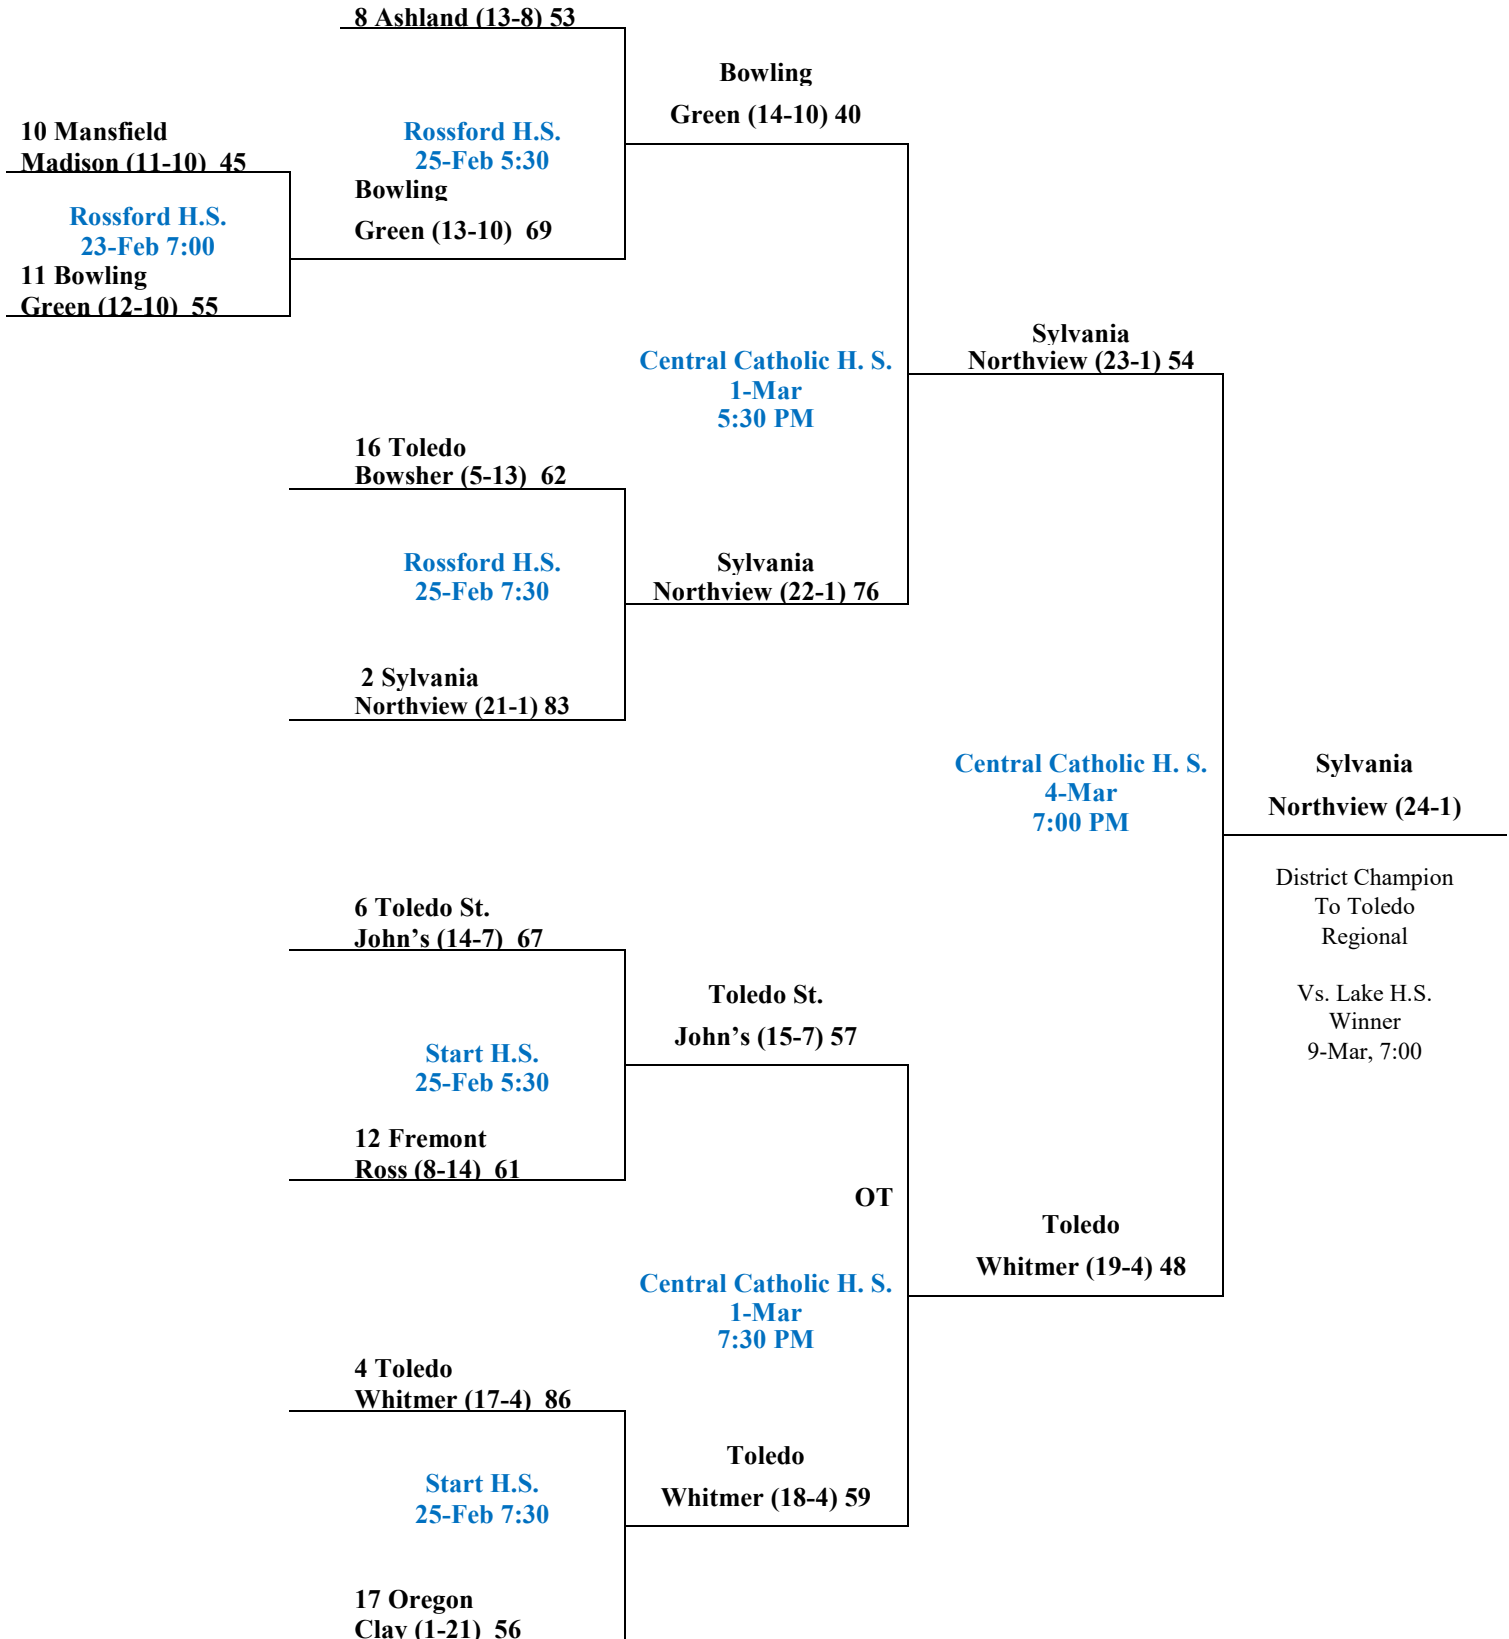 8 Ashland (13-8) 53
10 Mansfield
Madison (11-10)  45
Rossford H.S.
23-Feb 7:00
11 Bowling
Green (12-10)  55
Rossford H.S.
25-Feb 5:30
Bowling
Green (13-10)  69
Bowling
Green (14-10) 40
Central Catholic H. S.
1-Mar
5:30 PM
16 Toledo
Bowsher (5-13)  62
Rossford H.S.
25-Feb 7:30
2 Sylvania
Northview (21-1) 83
Sylvania
Northview (22-1) 76
Sylvania
Northview (23-1) 54
Central Catholic H. S.
4-Mar
7:00 PM
Sylvania
Northview (24-1)
District Champion
To Toledo
Regional
Vs. Lake H.S.
Winner
9-Mar, 7:00
6 Toledo St.
John’s (14-7)  67
Start H.S.
25-Feb 5:30
12 Fremont
Ross (8-14)  61
Toledo St.
John’s (15-7) 57
OT
Central Catholic H. S.
1-Mar
7:30 PM
Toledo
Whitmer (19-4) 48
4 Toledo
Whitmer (17-4)  86
Start H.S.
25-Feb 7:30
17 Oregon
Clay (1-21)  56
Toledo
Whitmer (18-4) 59